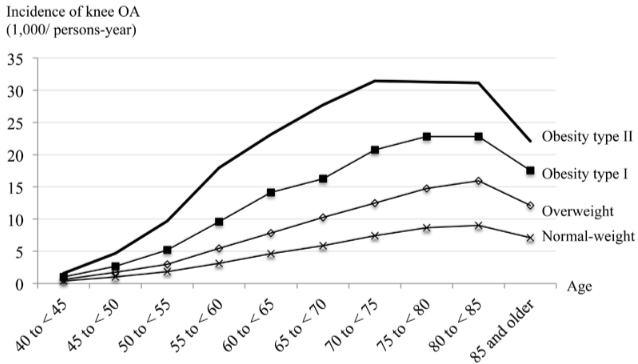 Incidence of knee OA
(1,000/ persons-year)
35
30
25
20
15
10
5
0
Obesity type II
Obesity type I
Overweight
Normal-weight
Age
40 to < 45
45 to < 50
50 to < 55
55 to < 60
60 to < 65
65 to < 70
70 to < 75
75 to < 80
80 to < 85
85 and older